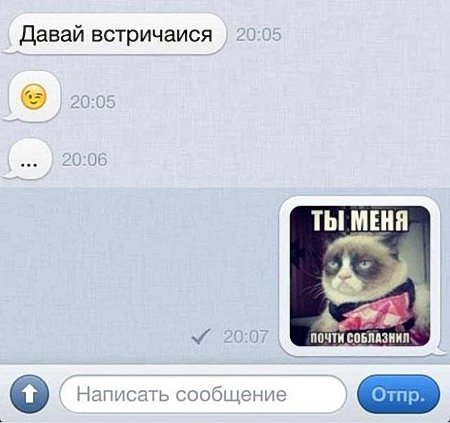 Давай встричаися 20:05
20:05
... 20:06
ТЫ МЕНЯ
ПОЧТИ СОБЛАЗНИЛ
20:07
Написать сообщение Отпр.